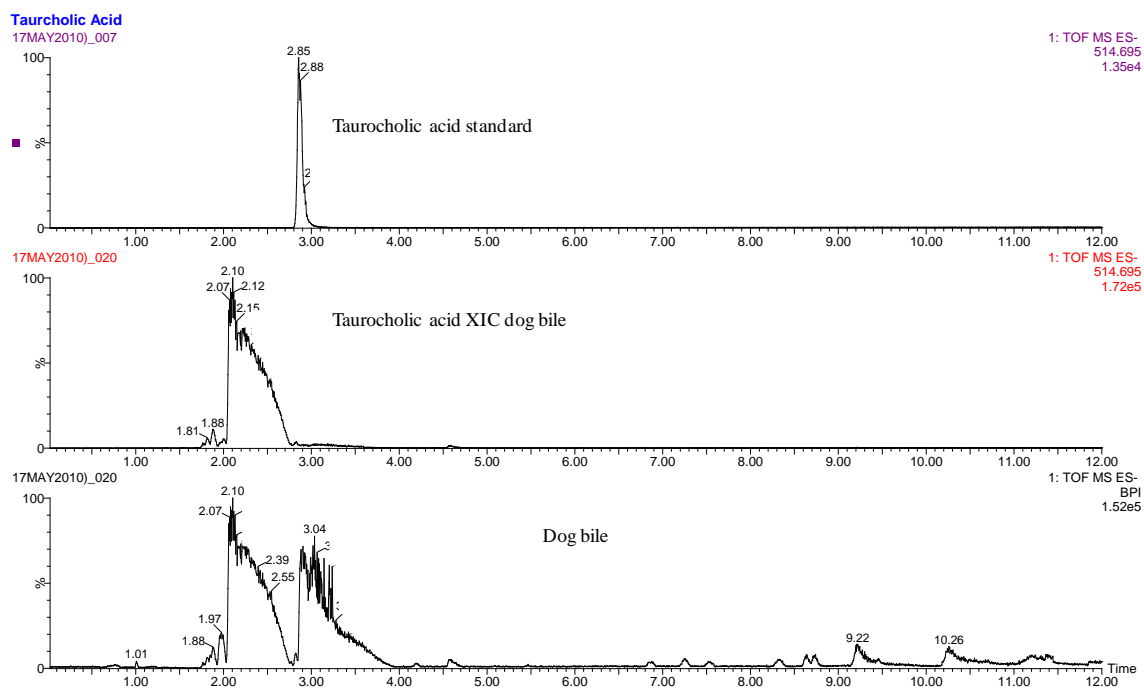 Taurcholic Acid
17MAY2010)_007
1: TOF MS ES-
514.695
1.35e4
100
%
0
2.85
2.88
2
Taurocholic acid standard
1.00 2.00 3.00 4.00 5.00 6.00 7.00 8.00 9.00 10.00 11.00 12.00
17MAY2010)_020
1: TOF MS ES-
514.695
1.72e5
100
%
0
2.10
2.07 2.12
2.15
1.81 1.88
Taurocholic acid XIC dog bile
1.00 2.00 3.00 4.00 5.00 6.00 7.00 8.00 9.00 10.00 11.00 12.00
17MAY2010)_020
1: TOF MS ES-
BPI
1.52e5
100
%
0
2.10
2.07
3.04
3
2.39
2.55
1.97
1.88
1.01
9.22
10.26
Dog bile
Time
1.00 2.00 3.00 4.00 5.00 6.00 7.00 8.00 9.00 10.00 11.00 12.00